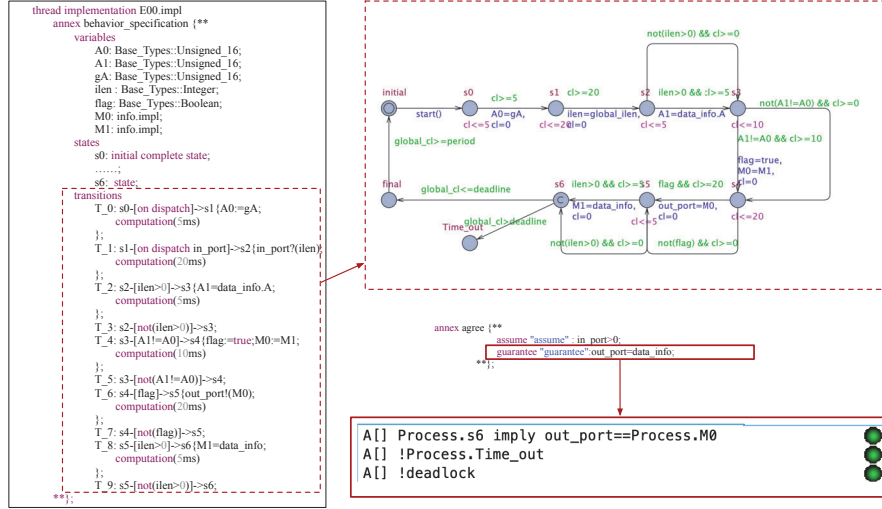 thread implementation E00.impl
annex behavior_specification {**
variables
A0: Base_Types::Unsigned_16;
A1: Base_Types::Unsigned_16;
gA: Base_Types::Unsigned_16;
ilen : Base_Types::Integer;
flag: Base_Types::Boolean;
M0: info.impl;
M1: info.impl;
states
s0: initial complete state;
……;
s6: state;
transitions
T_0: s0-[on dispatch]->s1{A0:=gA;
computation(5ms)
};
T_1: s1-[on dispatch in_port]->s2{in_port?(ilen);
computation(20ms)
};
T_2: s2-[ilen>0]->s3{A1=data_info.A;
computation(5ms)
};
T_3: s2-[not(ilen>0)]->s3;
T_4: s3-[A1!=A0)]->s4{flag:=true;M0:=M1;
computation(10ms)
};
T_5: s3-[not(A1!=A0)]->s4;
T_6: s4-[flag]->s5{out_port!(M0);
computation(20ms)
};
T_7: s4-[not(flag)]->s5;
T_8: s5-[ilen>0]->s6{M1=data_info;
computation(5ms)
};
T_9: s5-[not(ilen>0)]->s6;
**};
not(ilen>0) && cl>=0
initial
s0
cl>=5
s1
cl>=20
s2
ilen>0 && cl>=5
s3
not(A1!=A0) && cl>=0
start()
cl<=5
A0=gA,
cl=0
cl<=20
ilen=global_ilen,
cl=0
cl<=5
A1=data_info.A
cl<=10
A1!=A0 && cl>=10
global_cl>=period
flag=true,
M0=M1,
cl=0
final
global_cl<=deadline
s6
ilen>0 && cl>=5
s5
flag && cl>=20
s4
M1=data_info,
cl=0
cl<=5
out_port=M0,
cl=0
cl<=20
global_cl>deadline
Time_out
not(ilen>0) && cl>=0
not(flag) && cl>=0
annex agree {**
assume "assume" : in_port>0;
guarantee "guarantee":out_port=data_info;
**};
A[] Process.s6 imply out_port==Process.M0
A[] !Process.Time_out
A[] !deadlock